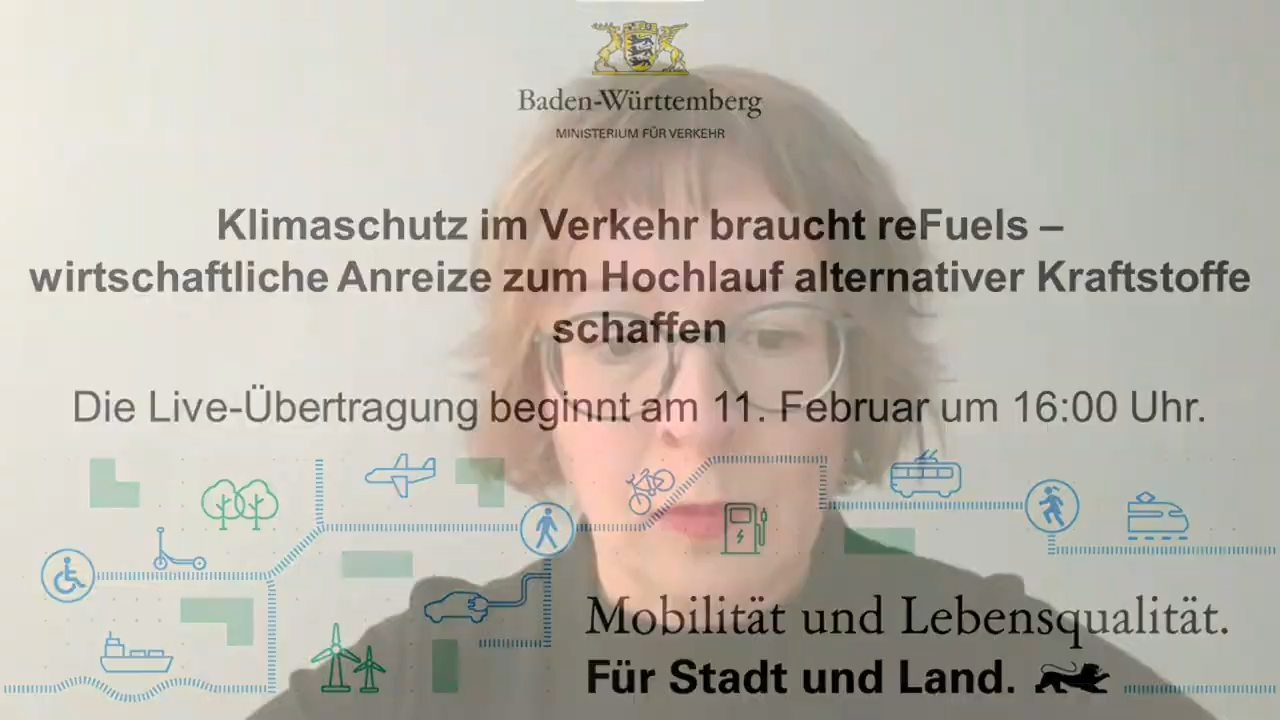 Baden-Württemberg
MINISTERIUM FÜR VERKEHR
Klimaschutz im Verkehr braucht reFuels –
wirtschaftliche Anreize zum Hochlauf alternativer Kraftstoffe
schaffen
Die Live-Übertragung beginnt am 11. Februar um 16:00 Uhr.
Mobilität und Lebensqualität.
Für Stadt und Land.